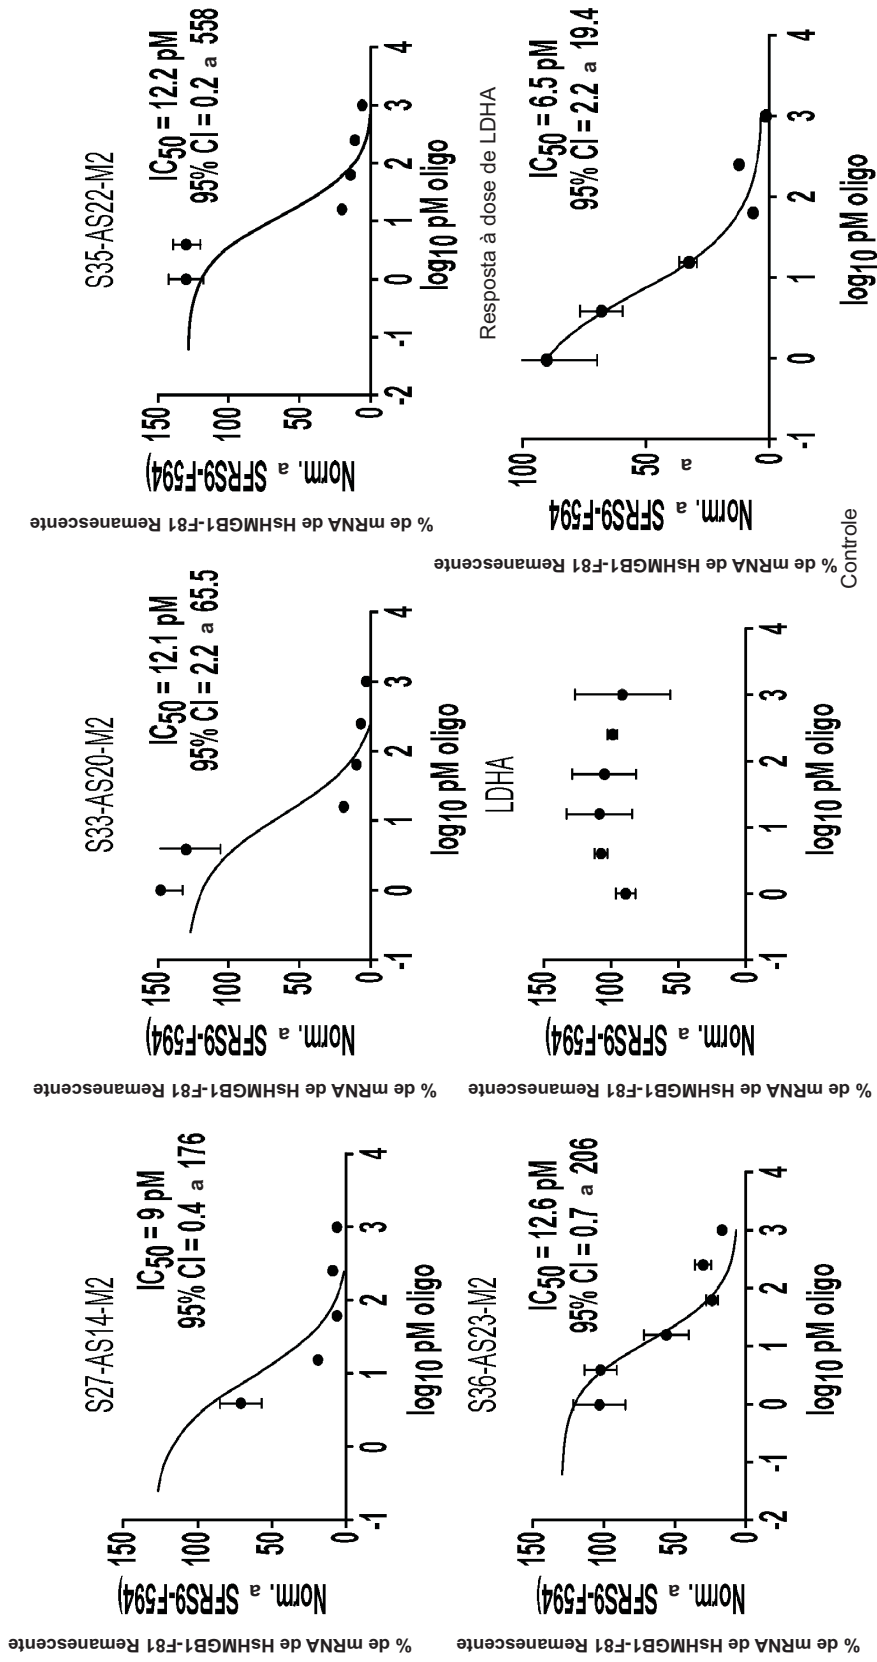 S27-AS14-M2
IC50 = 9 pM
95% CI = 0.4 a 176
% de mRNA de HsHMGB1-F81 Remanescente
Norm. a SFRS9-F594)
150
100
50
0
-1 0 1 2 3 4
log10 pM oligo
S33-AS20-M2
IC50 = 12.1 pM
95% CI = 2.2 a 65.5
% de mRNA de HsHMGB1-F81 Remanescente
Norm. a SFRS9-F594)
150
100
50
0
-1 0 1 2 3 4
log10 pM oligo
S35-AS22-M2
IC50 = 12.2 pM
95% CI = 0.2 a 558
% de mRNA de HsHMGB1-F81 Remanescente
Norm. a SFRS9-F594)
150
100
50
0
-2 -1 0 1 2 3 4
log10 pM oligo
S36-AS23-M2
IC50 = 12.6 pM
95% CI = 0.7 a 206
% de mRNA de HsHMGB1-F81 Remanescente
Norm. a SFRS9-F594)
150
100
50
0
-2 -1 0 1 2 3 4
log10 pM oligo
LDHA
% de mRNA de HsHMGB1-F81 Remanescente
Norm. a SFRS9-F594)
150
100
50
0
-1 0 1 2 3 4
log10 pM oligo
Resposta à dose de LDHA
IC50 = 6.5 pM
95% CI = 2.2 a 19.4
% de mRNA de HsHMGB1-F81 Remanescente
Norm. a SFRS9-F594
100
50
a
0
-1 0 1 2 3 4
log10 pM oligo
Controle